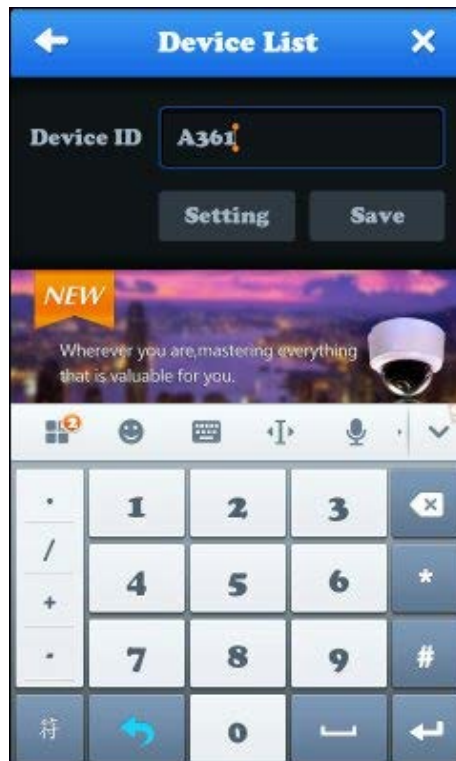 Device List
Device ID A361
Setting Save
NEW
Wherever you are,mastering everything
that is valuable for you.
2
. 1 2 3
/ 4 5 6 *
+
- 7 8 9 #
符 0